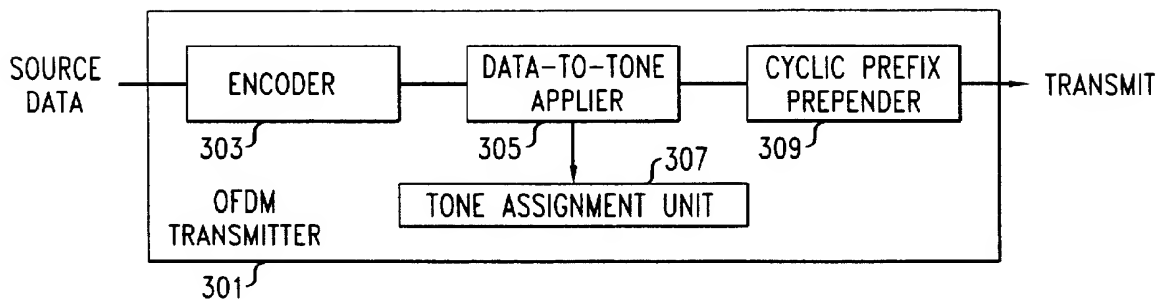 SOURCE
DATA
ENCODER
303
DATA-TO-TONE
APPLIER
305
CYCLIC PREFIX
PREPENDER
309
TRANSMIT
307
TONE ASSIGNMENT UNIT
OFDM
TRANSMITTER
301